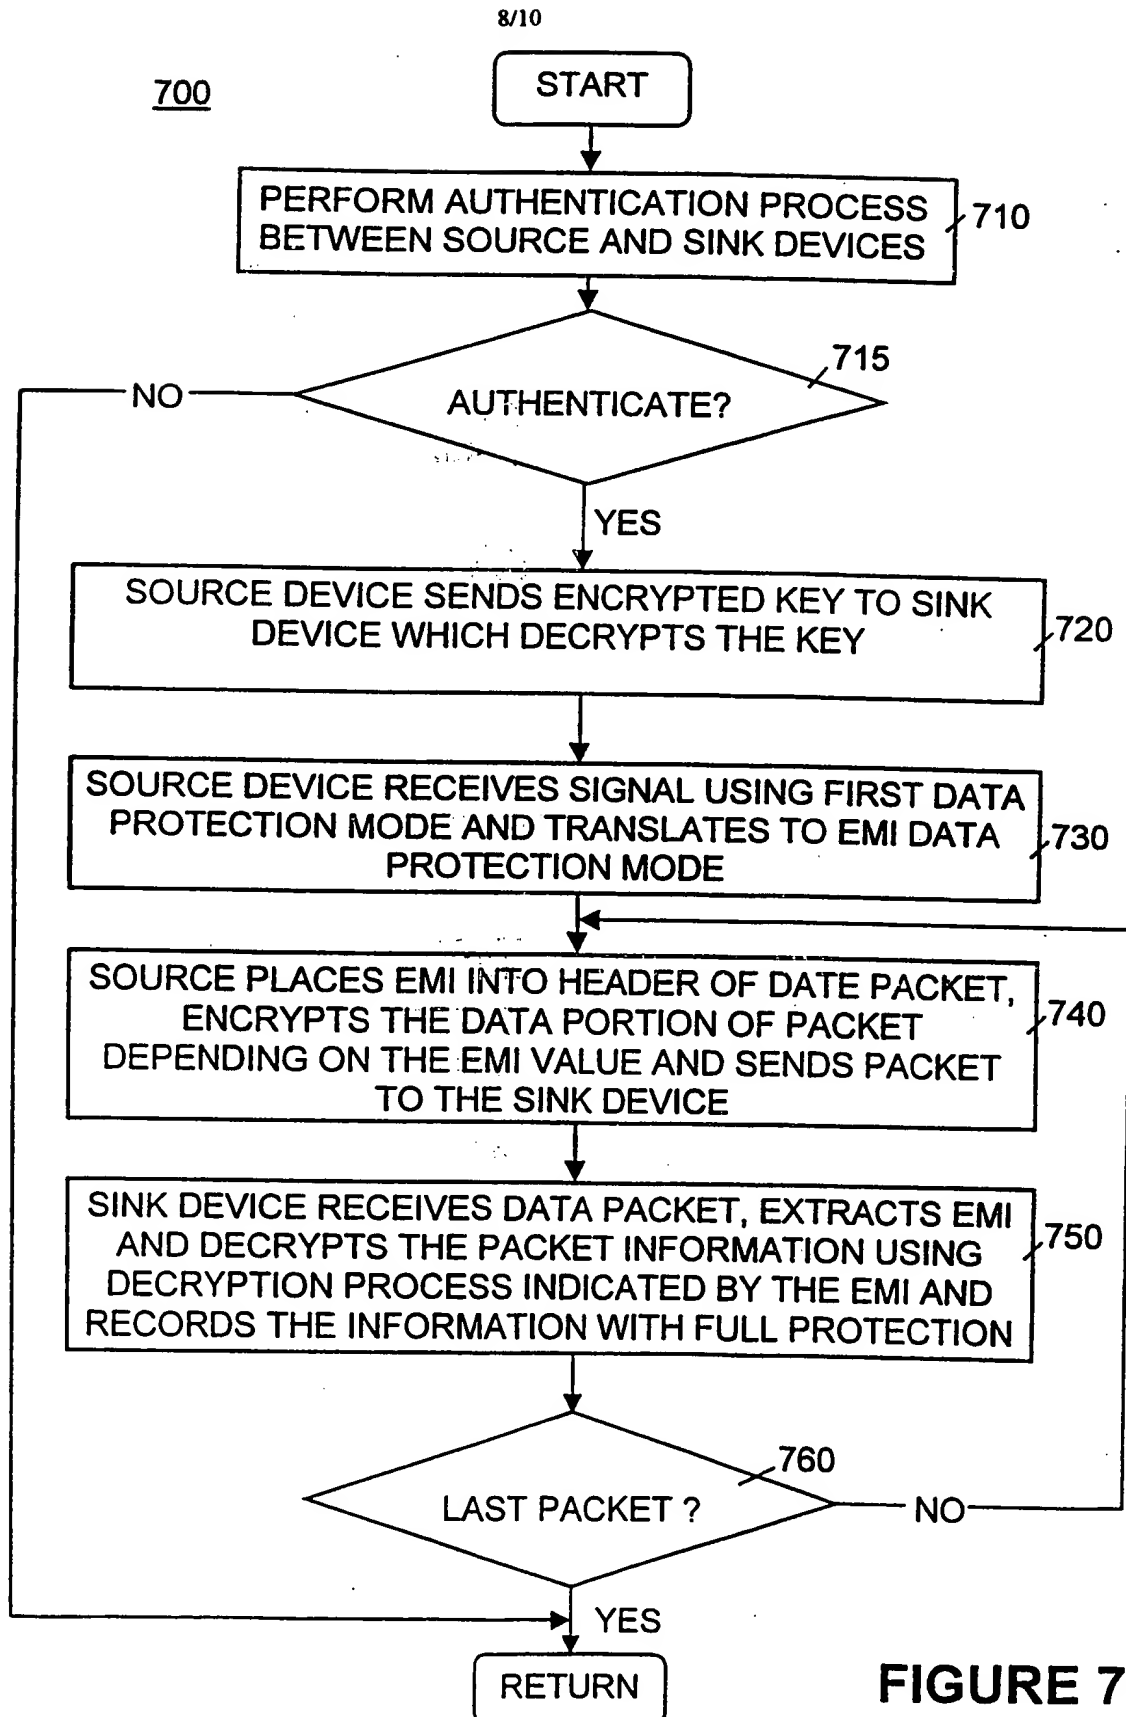 8/10
700
START
PERFORM AUTHENTICATION PROCESS
BETWEEN SOURCE AND SINK DEVICES
710
715
AUTHENTICATE?
NO
YES
SOURCE DEVICE SENDS ENCRYPTED KEY TO SINK
DEVICE WHICH DECRYPTS THE KEY
720
SOURCE DEVICE RECEIVES SIGNAL USING FIRST DATA
PROTECTION MODE AND TRANSLATES TO EMI DATA
PROTECTION MODE
730
SOURCE PLACES EMI INTO HEADER OF DATE PACKET,
ENCRYPTS THE DATA PORTION OF PACKET
DEPENDING ON THE EMI VALUE AND SENDS PACKET
TO THE SINK DEVICE
740
SINK DEVICE RECEIVES DATA PACKET, EXTRACTS EMI
AND DECRYPTS THE PACKET INFORMATION USING
DECRYPTION PROCESS INDICATED BY THE EMI AND
RECORDS THE INFORMATION WITH FULL PROTECTION
750
760
LAST PACKET ?
NO
YES
RETURN
FIGURE 7